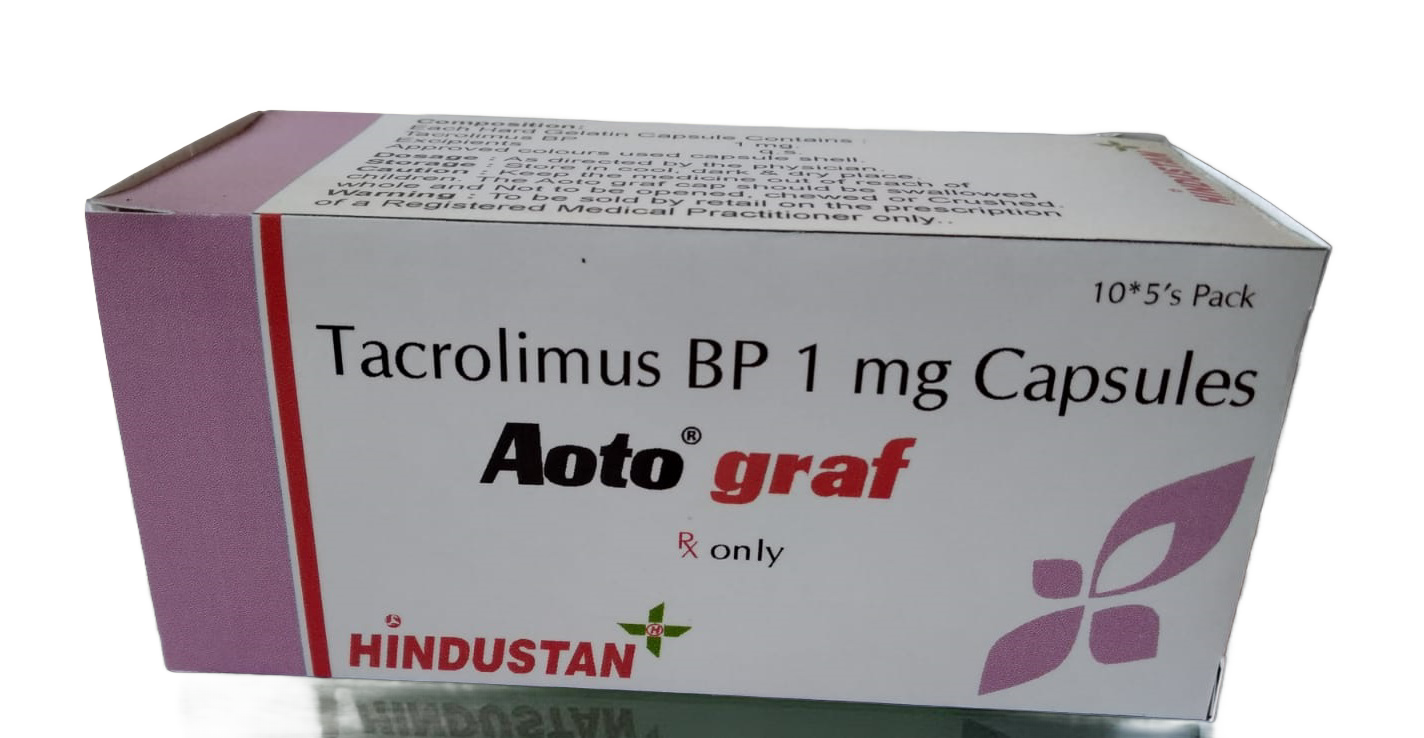 Composition:
Each Hard Gelatin Capsule Contains :
Tacrolimus BP 1 mg.
Excipients q.s.
Approved colours used capsule shell.
Dosage : As directed by the physician.
Storage : Store in cool, dark & dry place.
Caution : Keep the medicine out of reach of
children. The Aoto graf cap should be swallowed
whole and Not to be opened, chewed or Crushed.
Warning : To be sold by retail on the prescription
of a Registered Medical Practitioner only..
HINDUSTAN
10*5's Pack
Tacrolimus BP 1 mg Capsules
Aoto® graf
Rx only
HINDUSTAN
H